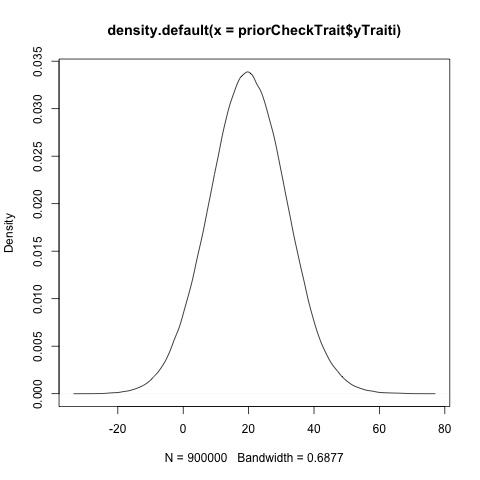 density.default(x = priorCheckTrait$yTraiti)
Density
0.035
0.030
0.025
0.020
0.015
0.010
0.005
0.000
-20 0 20 40 60 80
N = 900000 Bandwidth = 0.6877